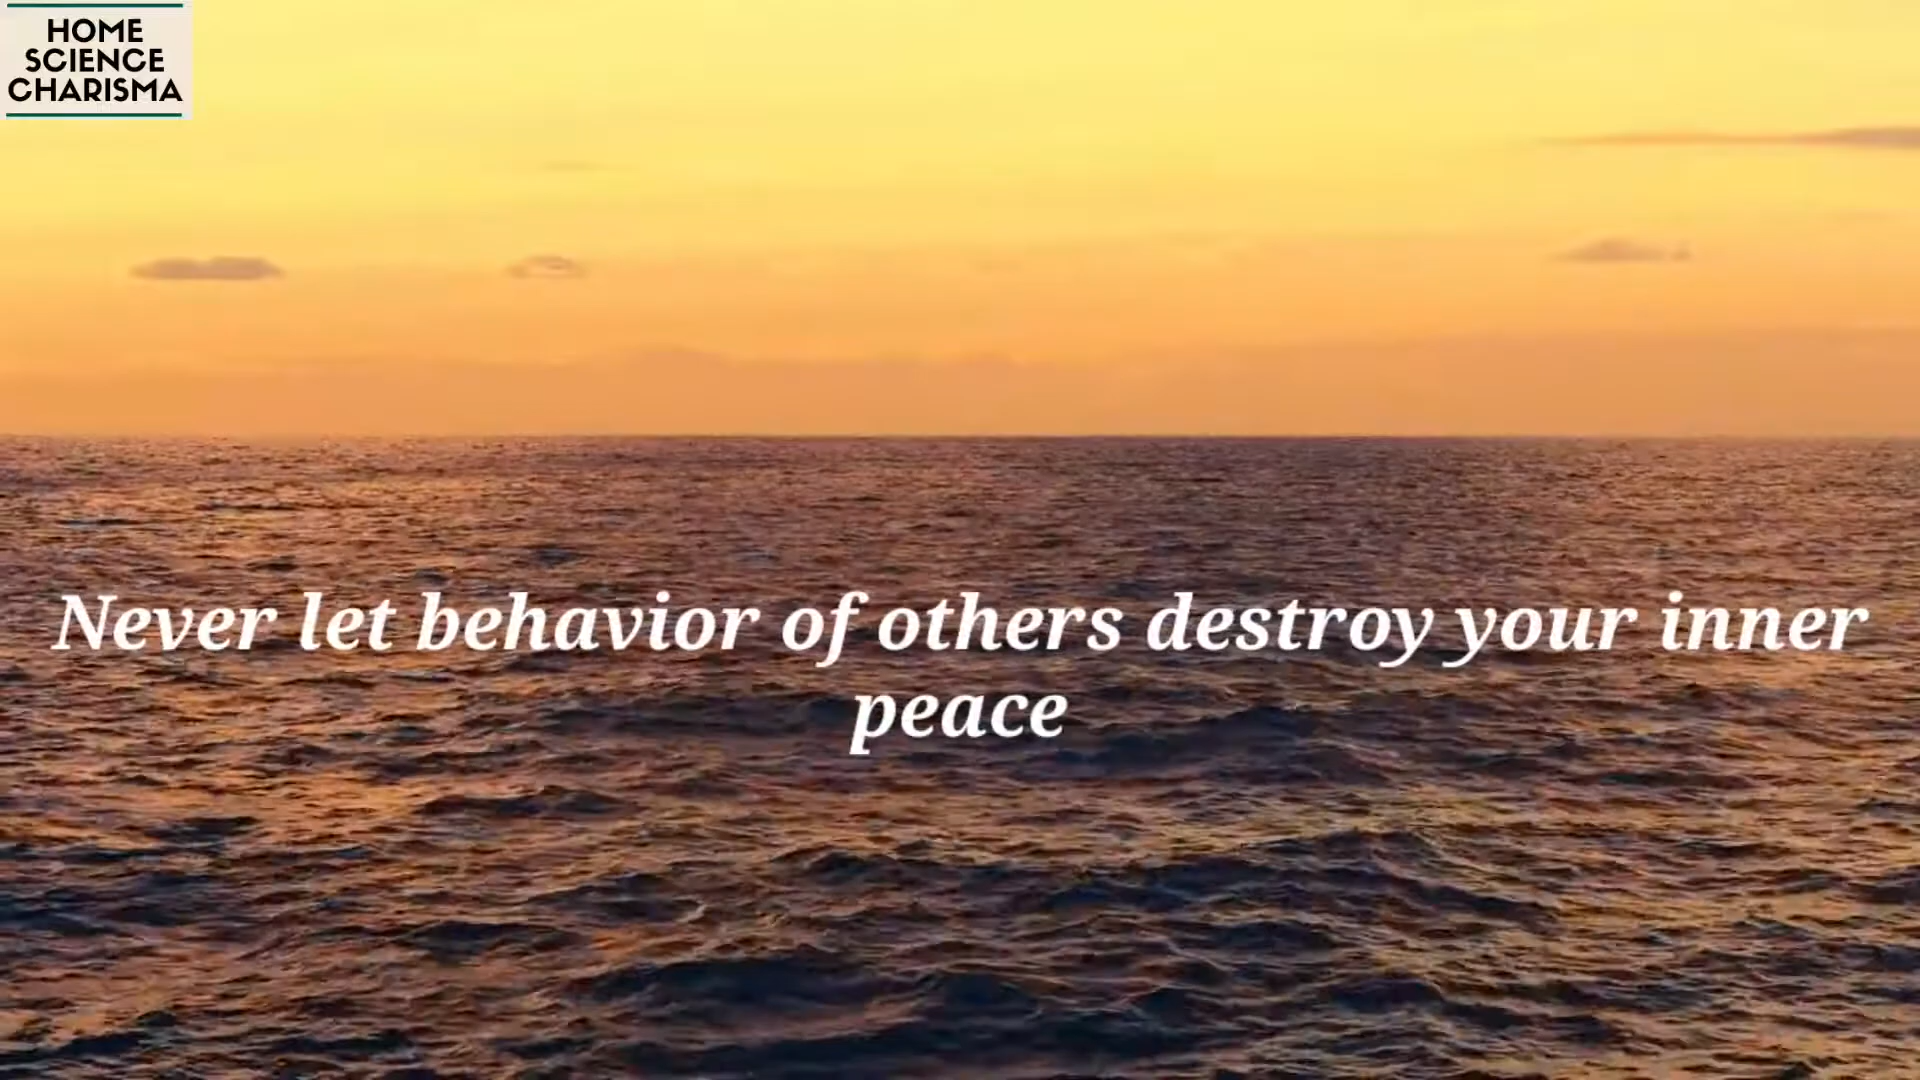 HOME
SCIENCE
CHARISMA
Never let behavior of others destroy your inner
peace